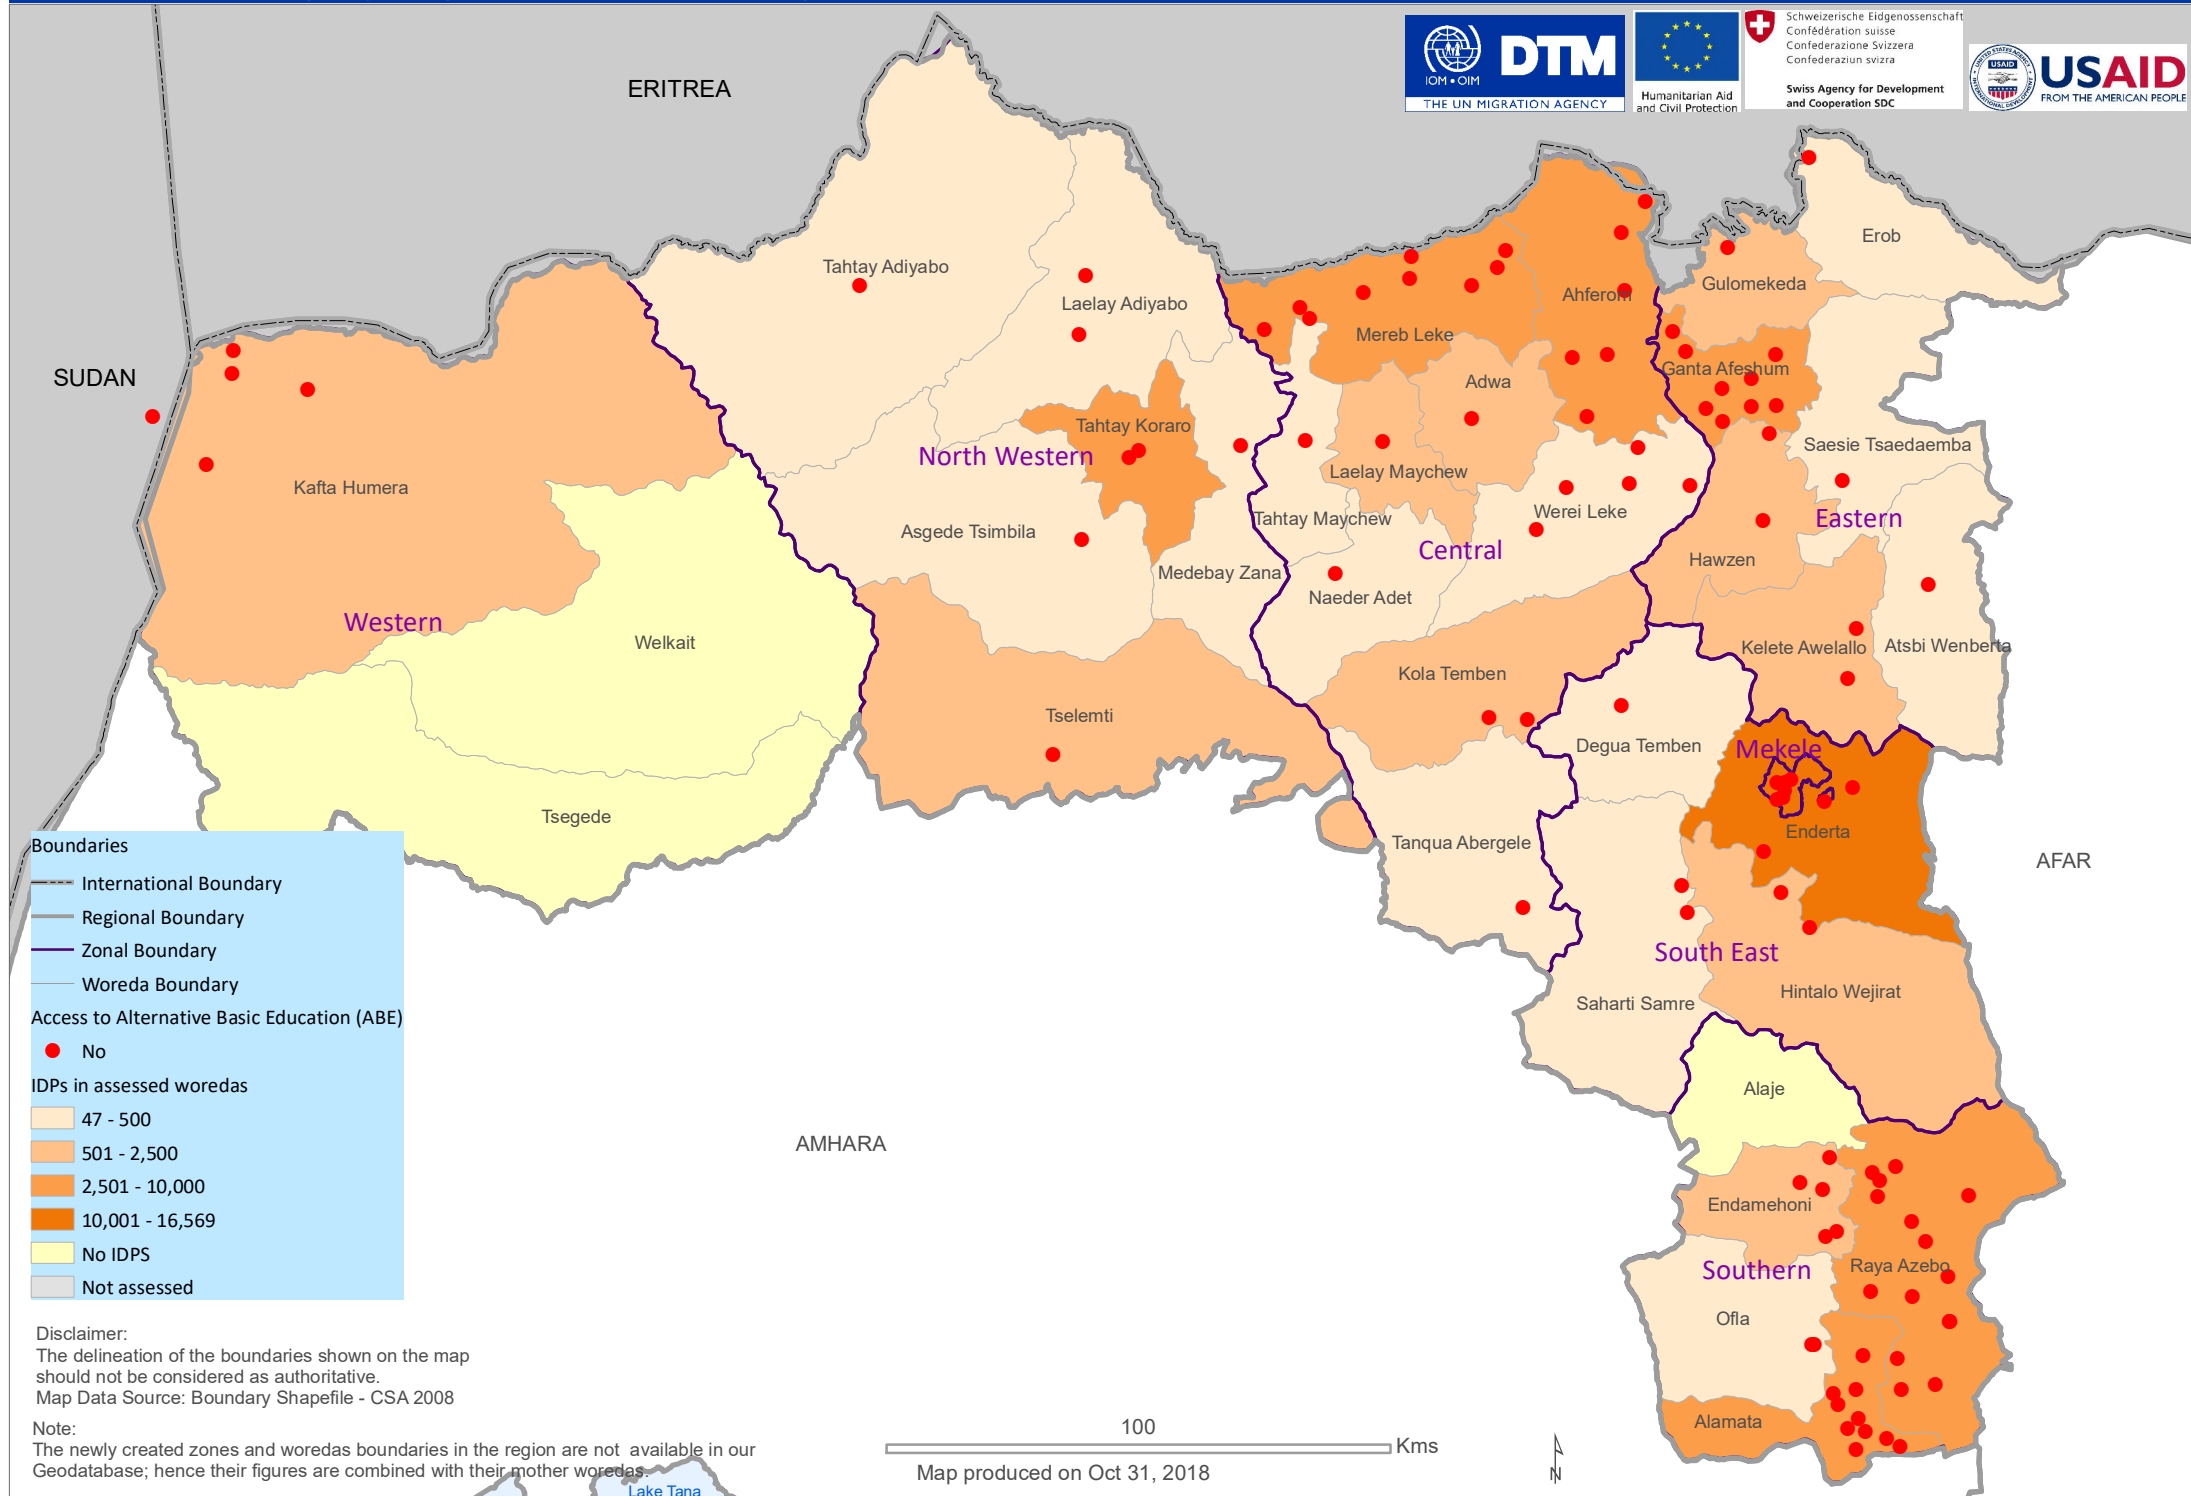 ERITREA
IOM • OIM
DTM
THE UN MIGRATION AGENCY
Humanitarian Aid
and Civil Protection
Schweizerische Eidgenossenschaft
Confédération suisse
Confederazione Svizzera
Confederaziun svizra
Swiss Agency for Development
and Cooperation SDC
USAID
USAID
FROM THE AMERICAN PEOPLE
Erob
Tahtay Adiyabo
Laelay Adiyabo
Ahferom
Gulomekeda
Mereb Leke
SUDAN
Adwa
Ganta Afeshum
Tahtay Koraro
North Western
Saesie Tsaedaemba
Laelay Maychew
Kafta Humera
Werei Leke
Tahtay Maychew
Eastern
Asgede Tsimbila
Central
Hawzen
Medebay Zana
Naeder Adet
Western
Welkait
Kelete Awelallo
Atsbi Wenberta
Kola Temben
Tselemti
Degua Temben
Mekele
Tsegede
Enderta
Tanqua Abergele
AFAR
South East
Hintalo Wejirat
Saharti Samre
Alaje
AMHARA
Endamehoni
Raya Azebo
Southern
Ofla
Alamata
Boundaries
International Boundary
Regional Boundary
Zonal Boundary
Woreda Boundary
Access to Alternative Basic Education (ABE)
No
IDPs in assessed woredas
47 - 500
501 - 2,500
2,501 - 10,000
10,001 - 16,569
No IDPS
Not assessed
Disclaimer:
The delineation of the boundaries shown on the map
should not be considered as authoritative.
Map Data Source: Boundary Shapefile - CSA 2008
Note:
The newly created zones and woredas boundaries in the region are not available in our
Geodatabase; hence their figures are combined with their mother woredas.
Lake Tana
100
Kms
Map produced on Oct 31, 2018
N